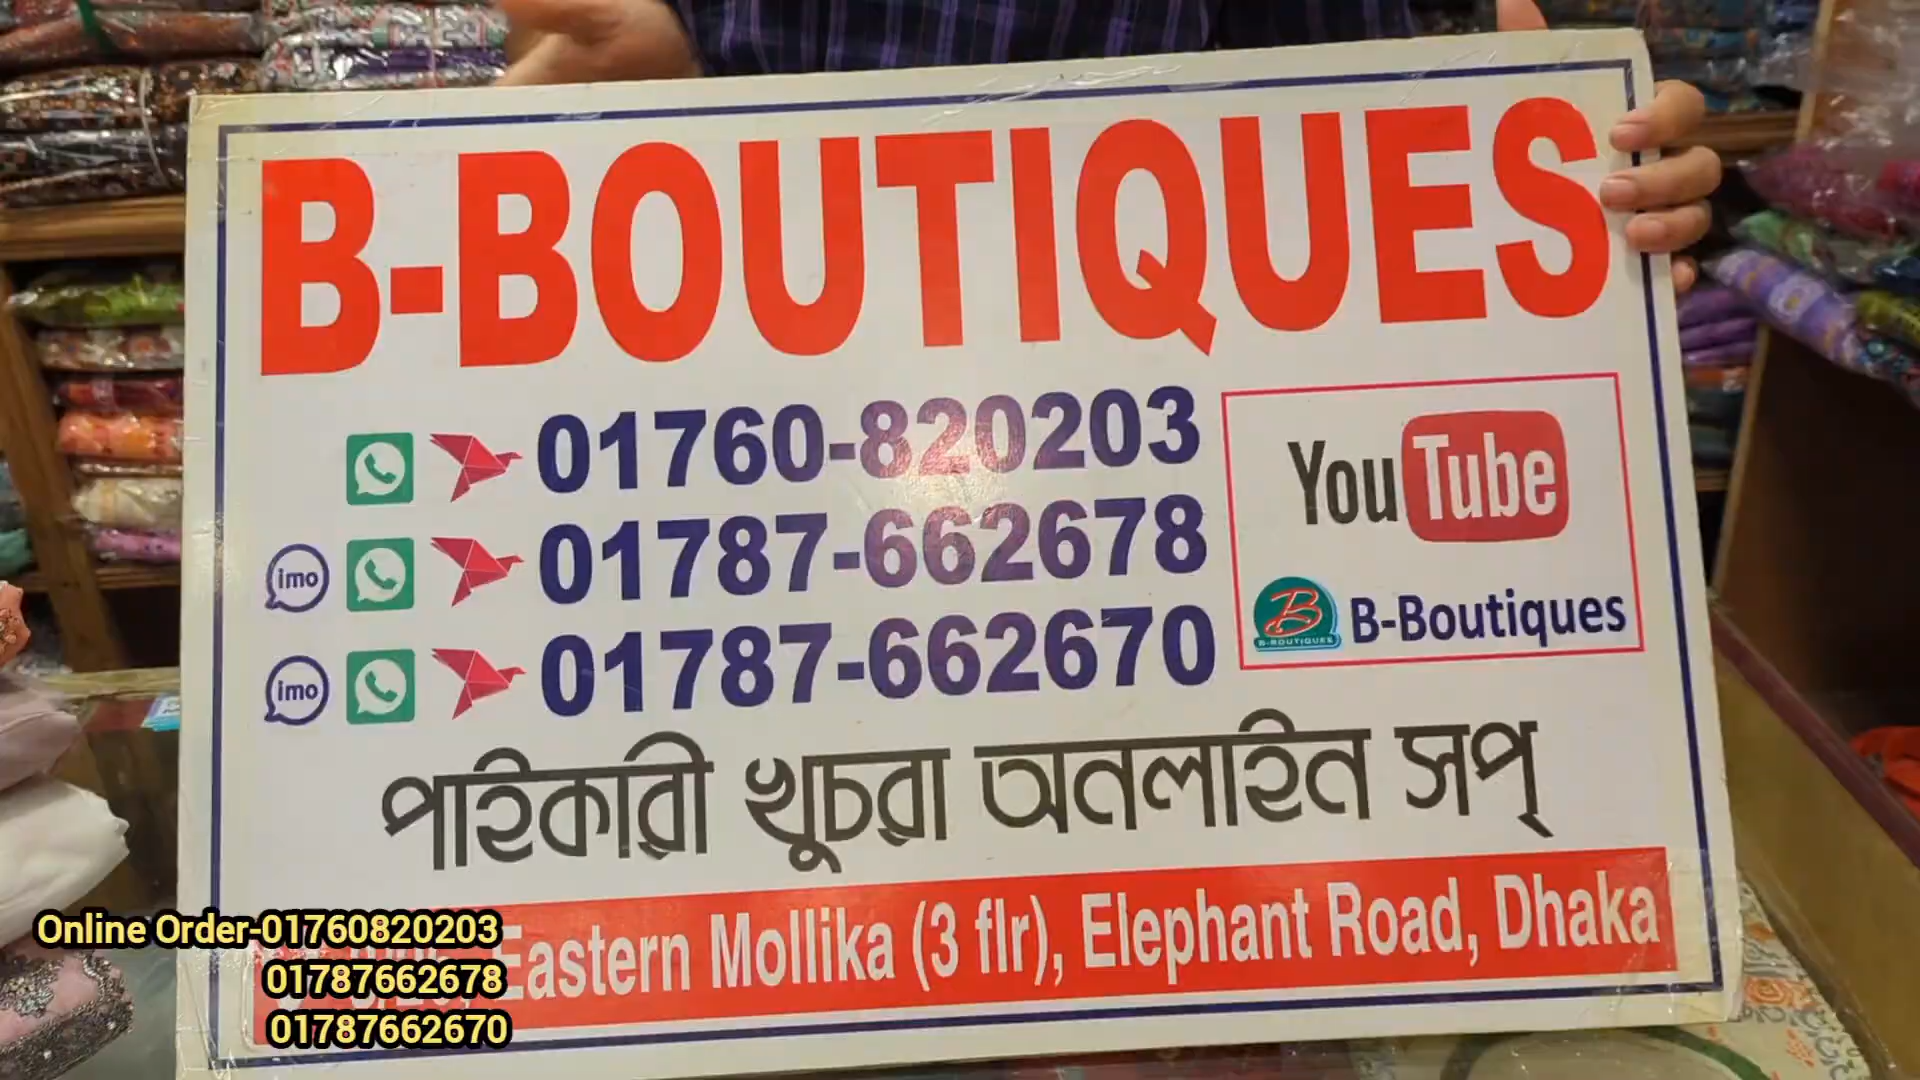 B-BOUTIQUES
01760-820203
imo 01787-662678
imo 01787-662670
YouTube
B-BOUTIQUES B-Boutiques
পাইকারী খুচরা অনলাইন সপ্
Eastern Mollika (3 flr), Elephant Road, Dhaka
Online Order-01760820203
01787662678
01787662670